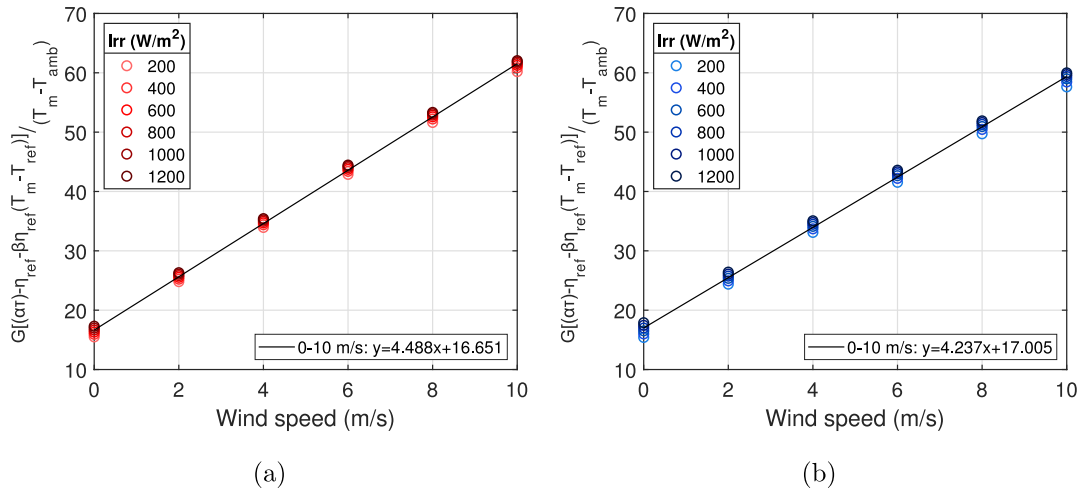 70
60
50
40
30
20
10
G[(ατ)-η_ref-βη_ref(T_m-T_ref)]/(T_m-T_amb)
Irr (W/m²)
200
400
600
800
1000
1200
0-10 m/s: y=4.488x+16.651
0 2 4 6 8 10
Wind speed (m/s)
(a)
70
60
50
40
30
20
10
G[(ατ)-η_ref-βη_ref(T_m-T_ref)]/(T_m-T_amb)
Irr (W/m²)
200
400
600
800
1000
1200
0-10 m/s: y=4.237x+17.005
0 2 4 6 8 10
Wind speed (m/s)
(b)